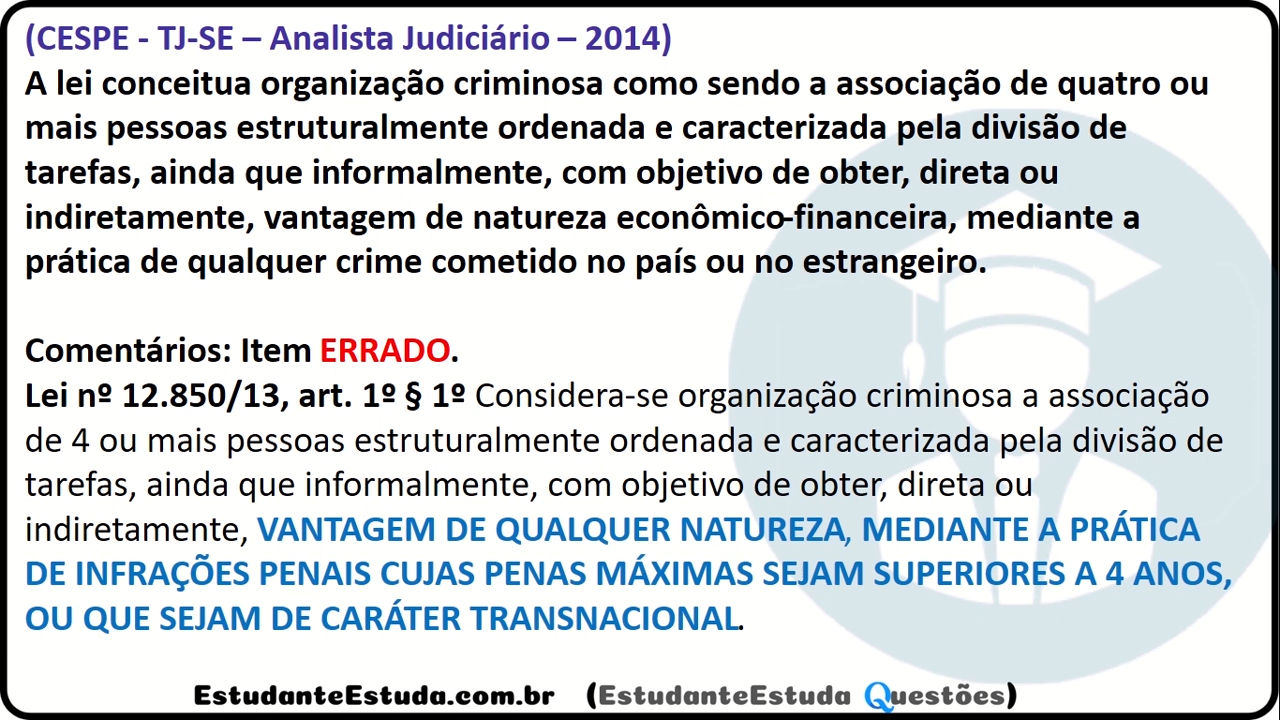 (CESPE - TJ-SE – Analista Judiciário – 2014)
A lei conceitua organização criminosa como sendo a associação de quatro ou
mais pessoas estruturalmente ordenada e caracterizada pela divisão de
tarefas, ainda que informalmente, com objetivo de obter, direta ou
indiretamente, vantagem de natureza econômico-financeira, mediante a
prática de qualquer crime cometido no país ou no estrangeiro.
Comentários: Item ERRADO.
Lei nº 12.850/13, art. 1º § 1º Considera-se organização criminosa a associação
de 4 ou mais pessoas estruturalmente ordenada e caracterizada pela divisão de
tarefas, ainda que informalmente, com objetivo de obter, direta ou
indiretamente, VANTAGEM DE QUALQUER NATUREZA, MEDIANTE A PRÁTICA
DE INFRAÇÕES PENAIS CUJAS PENAS MÁXIMAS SEJAM SUPERIORES A 4 ANOS,
OU QUE SEJAM DE CARÁTER TRANSNACIONAL.
EstudanteEstuda.com.br (EstudanteEstuda Questões)